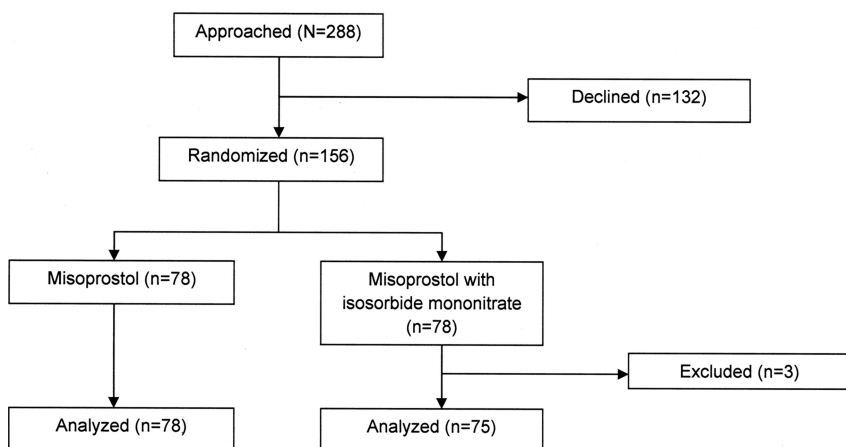 Approached (N=288)
Declined (n=132)
Randomized (n=156)
Misoprostol (n=78)
Misoprostol with
isosorbide mononitrate
(n=78)
Excluded (n=3)
Analyzed (n=78)
Analyzed (n=75)